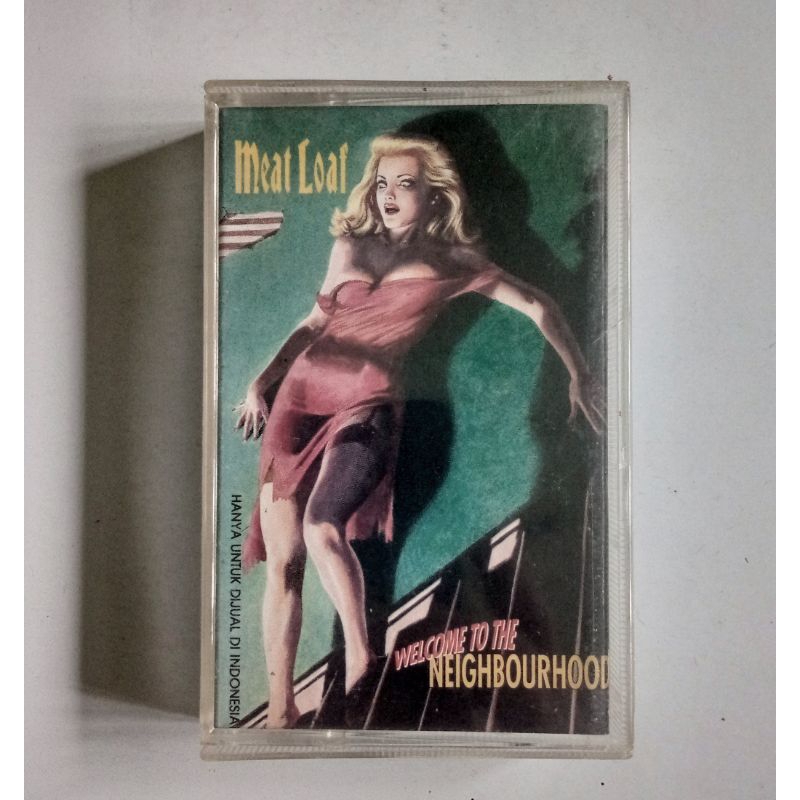 Meat Loaf
HANYA UNTUK DIJUAL DI INDONESIA
WELCOME TO THE
NEIGHBOURHOOD